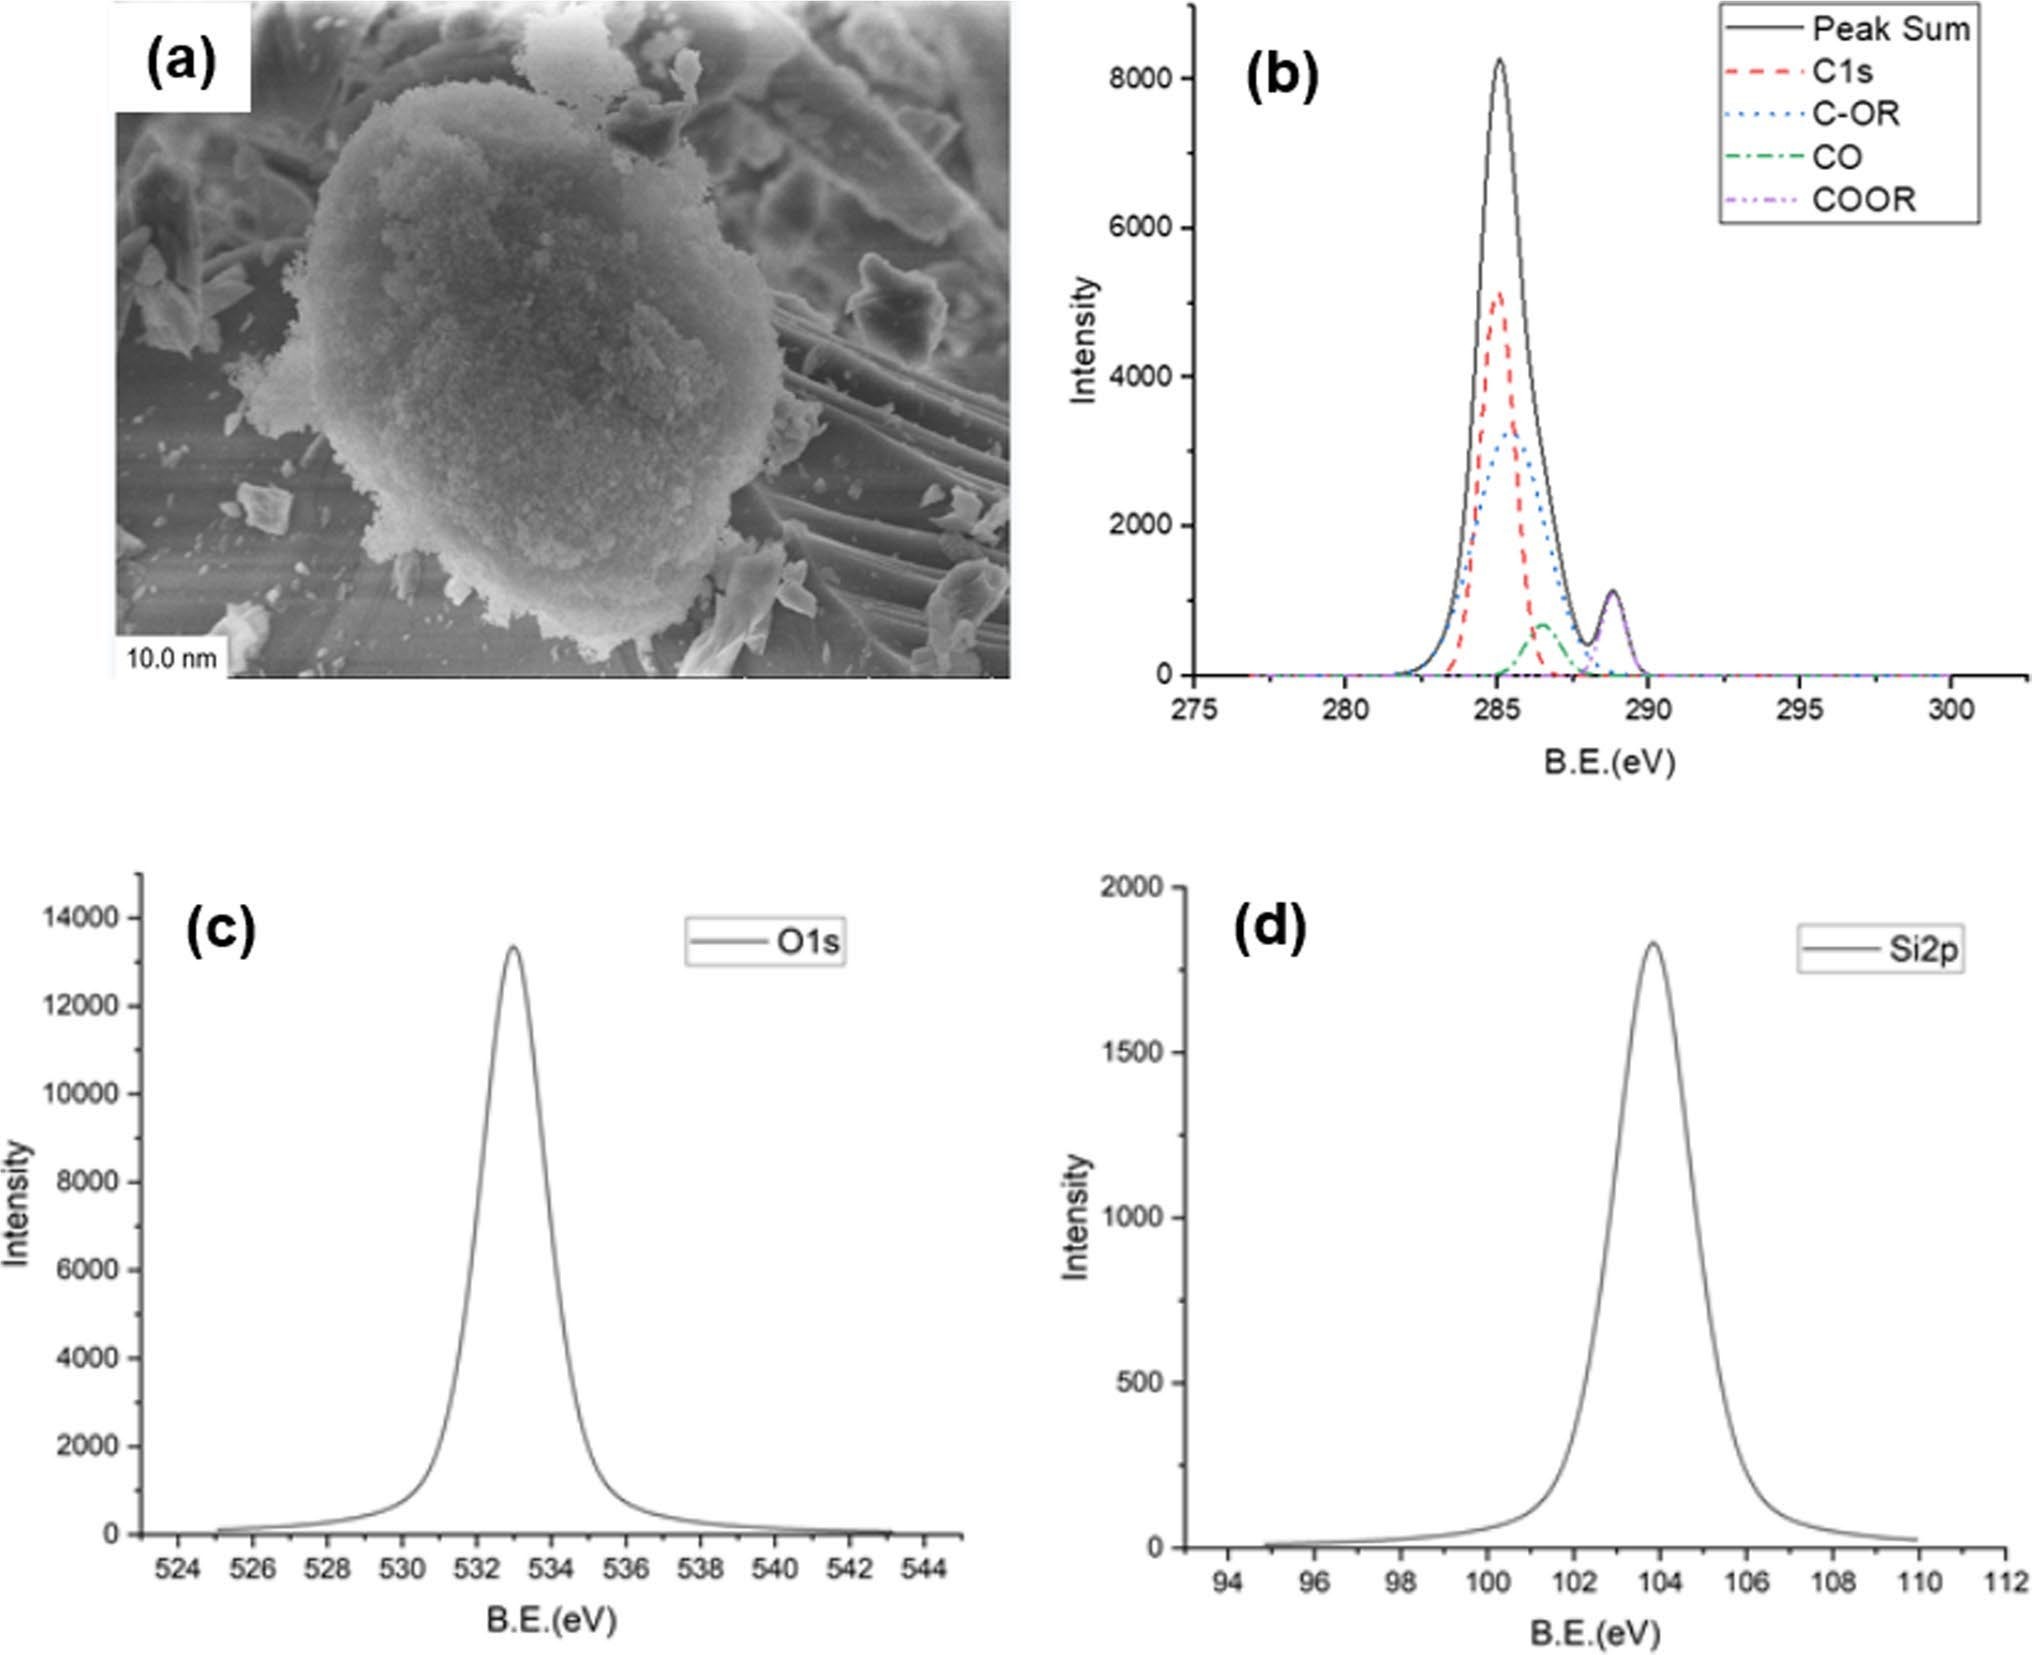 (a)
10.0 nm
(b)
Peak Sum
C1s
C-OR
CO
COOR
8000
6000
4000
2000
0
Intensity
275 280 285 290 295 300
B.E.(eV)
(c)
O1s
14000
12000
10000
8000
6000
4000
2000
0
Intensity
524 526 528 530 532 534 536 538 540 542 544
B.E.(eV)
(d)
Si2p
2000
1500
1000
500
0
Intensity
94 96 98 100 102 104 106 108 110 112
B.E.(eV)